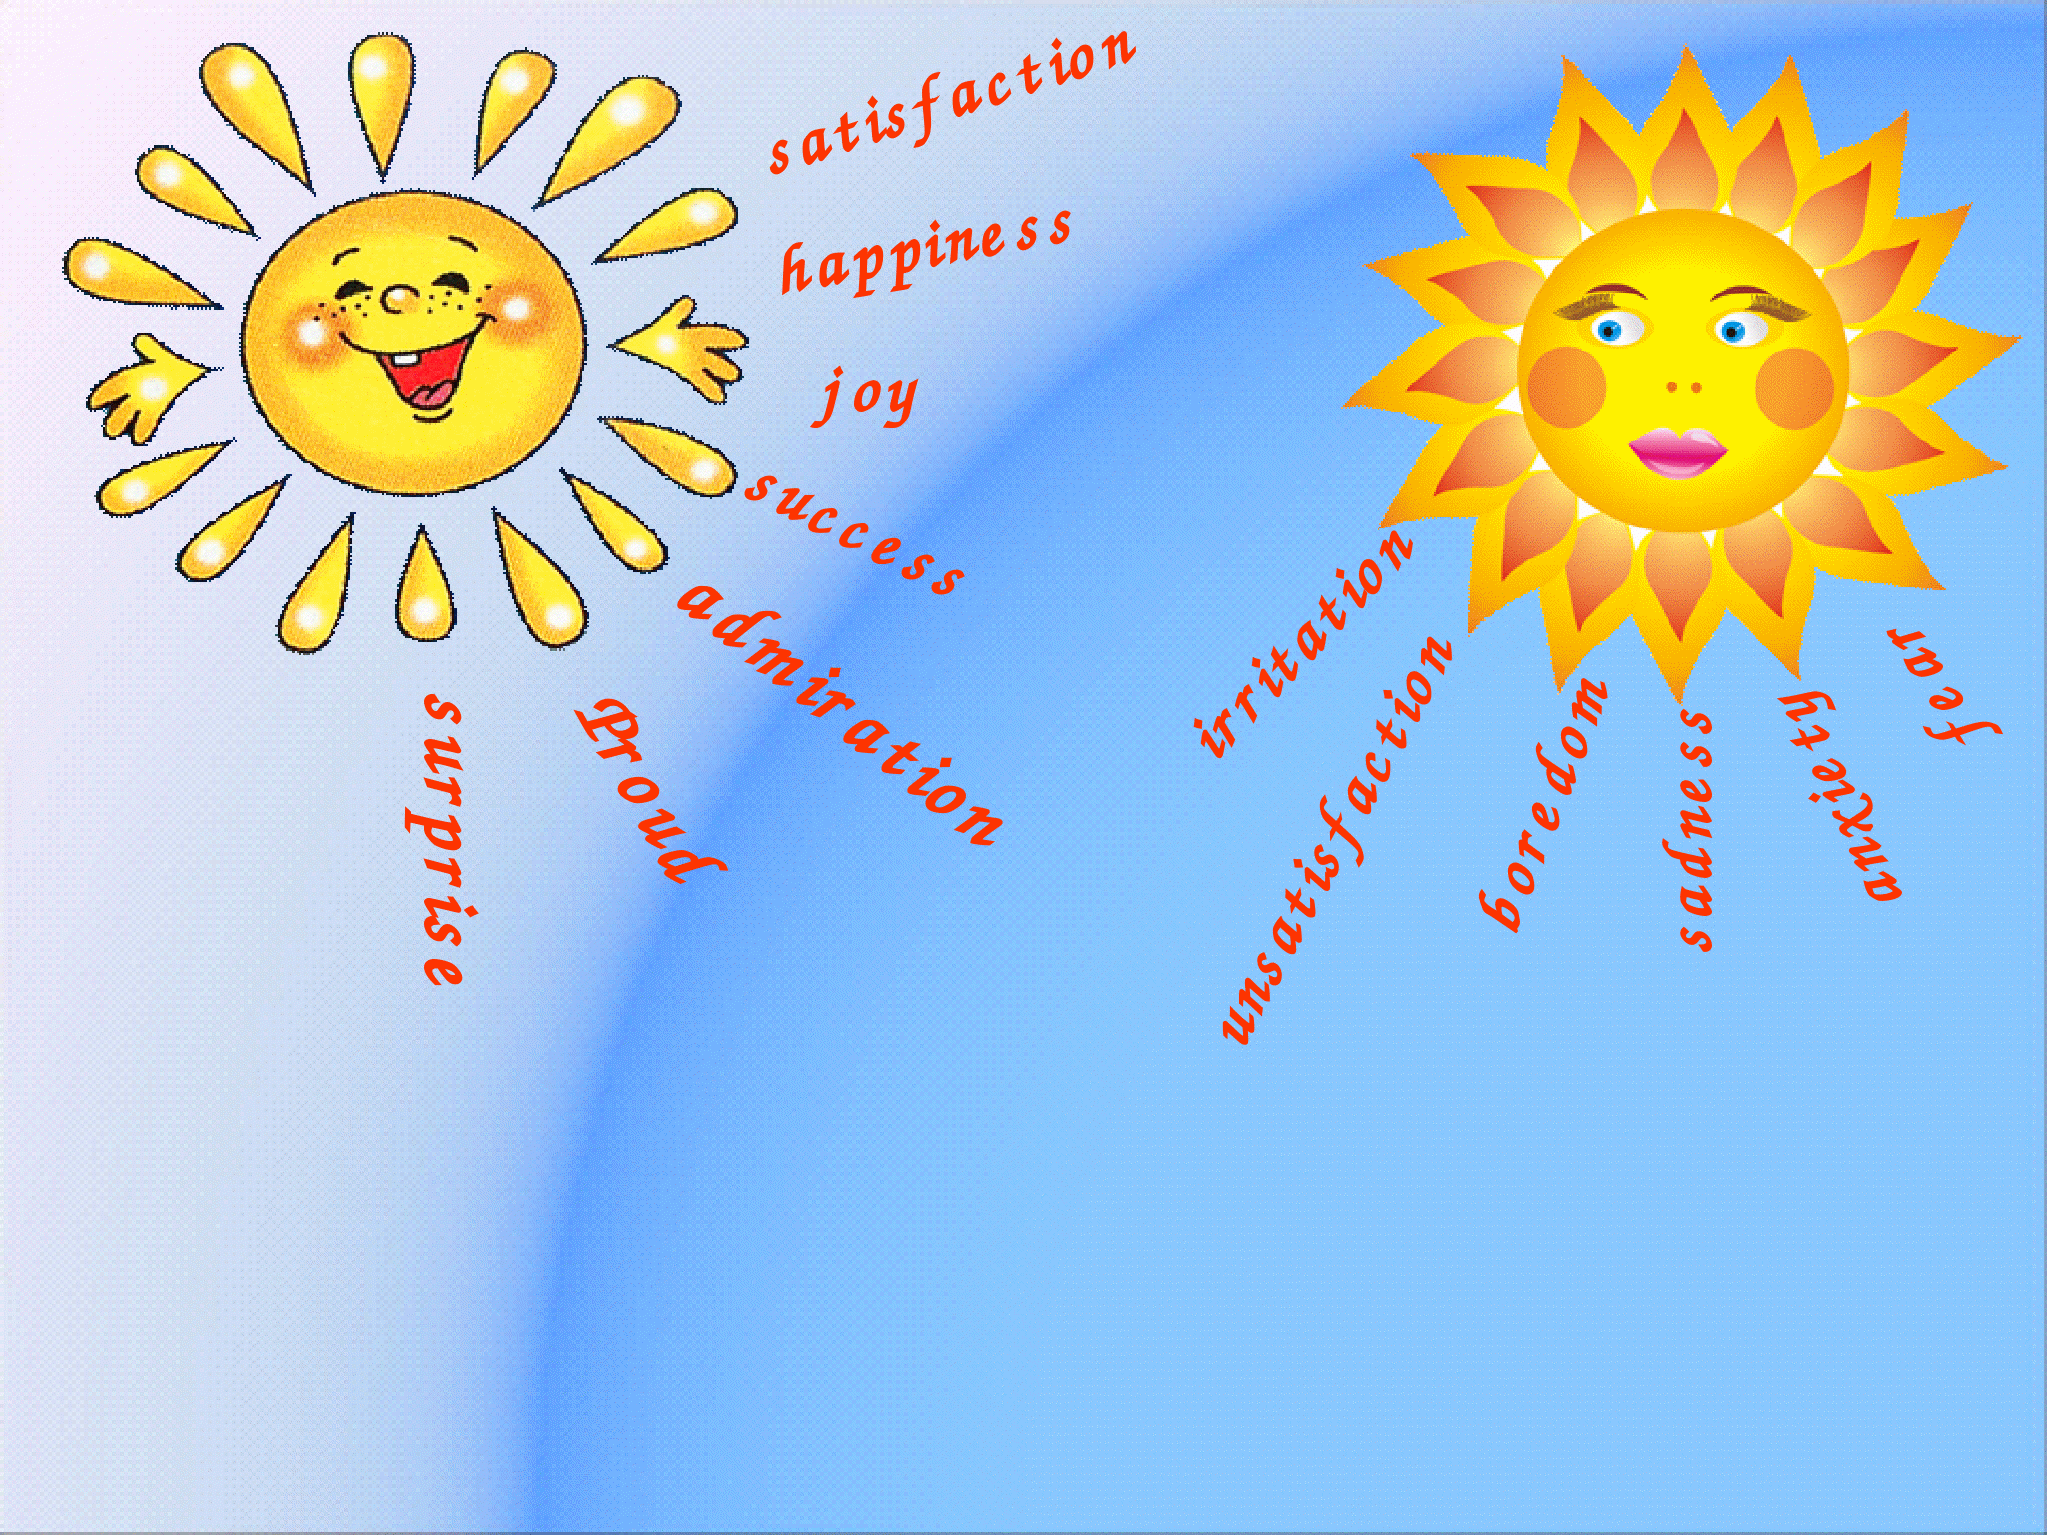 satisfaction
happiness
joy
success
admiration
Proud
surprise
irritation
unsatisfaction
boredom
sadness
anxiety
fear